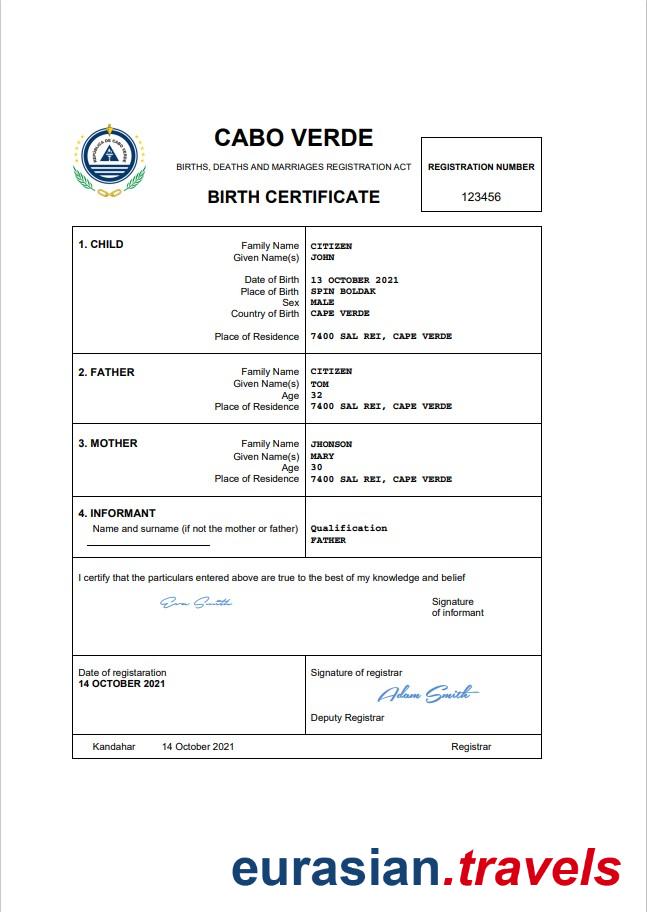 REPÚBLICA DE CABO VERDE
CABO VERDE
BIRTHS, DEATHS AND MARRIAGES REGISTRATION ACT
BIRTH CERTIFICATE
REGISTRATION NUMBER
123456
1. CHILD
Family Name CITIZEN
Given Name(s) JOHN
Date of Birth 13 OCTOBER 2021
Place of Birth SPIN BOLDAK
Sex MALE
Country of Birth CAPE VERDE
Place of Residence 7400 SAL REI, CAPE VERDE
2. FATHER
Family Name CITIZEN
Given Name(s) TOM
Age 32
Place of Residence 7400 SAL REI, CAPE VERDE
3. MOTHER
Family Name JHONSON
Given Name(s) MARY
Age 30
Place of Residence 7400 SAL REI, CAPE VERDE
4. INFORMANT
Name and surname (if not the mother or father) Qualification
FATHER
I certify that the particulars entered above are true to the best of my knowledge and belief
Eva Smith
Signature
of informant
Date of registaration
14 OCTOBER 2021
Signature of registrar
Adam Smith
Deputy Registrar
Kandahar 14 October 2021 Registrar
eurasian.travels